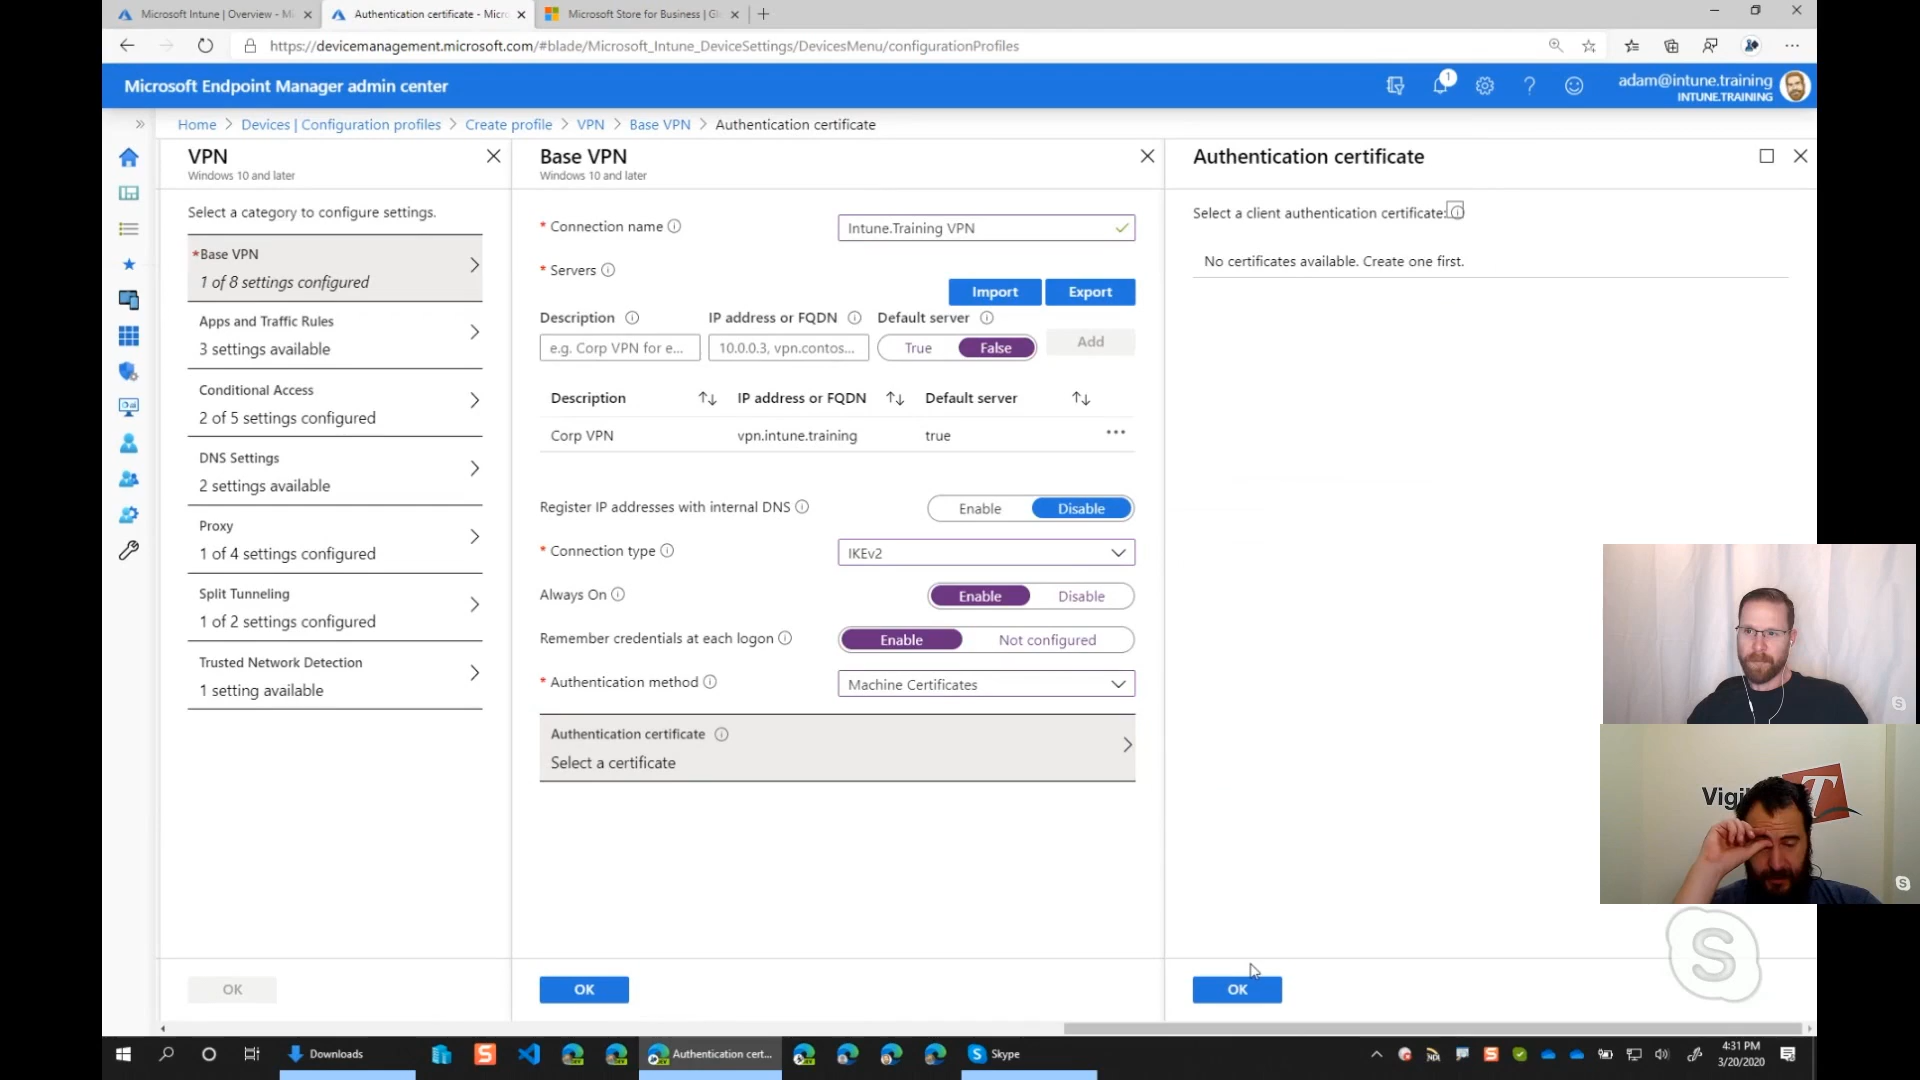 Microsoft Intune | Overview - Mi
Authentication certificate - Micro
Microsoft Store for Business | G
https://devicemanagement.microsoft.com/#blade/Microsoft_Intune_DeviceSettings/DevicesMenu/configurationProfiles
Microsoft Endpoint Manager admin center
1
adam@intune.training
INTUNE.TRAINING
Home > Devices | Configuration profiles > Create profile > VPN > Base VPN > Authentication certificate
VPN
Windows 10 and later
Select a category to configure settings.
*Base VPN
1 of 8 settings configured
Apps and Traffic Rules
3 settings available
Conditional Access
2 of 5 settings configured
DNS Settings
2 settings available
Proxy
1 of 4 settings configured
Split Tunneling
1 of 2 settings configured
Trusted Network Detection
1 setting available
OK
Base VPN
Windows 10 and later
* Connection name
Intune.Training VPN
* Servers
Import Export
Description IP address or FQDN Default server
e.g. Corp VPN for e... 10.0.0.3, vpn.contos... True False Add
Description IP address or FQDN Default server
Corp VPN vpn.intune.training true
Register IP addresses with internal DNS Enable Disable
* Connection type IKEv2
Always On Enable Disable
Remember credentials at each logon Enable Not configured
* Authentication method Machine Certificates
Authentication certificate
Select a certificate
OK
Authentication certificate
Select a client authentication certificate:
No certificates available. Create one first.
OK
Vigi
T
S
Downloads
Authentication cert...
Skype
4:31 PM
3/20/2020